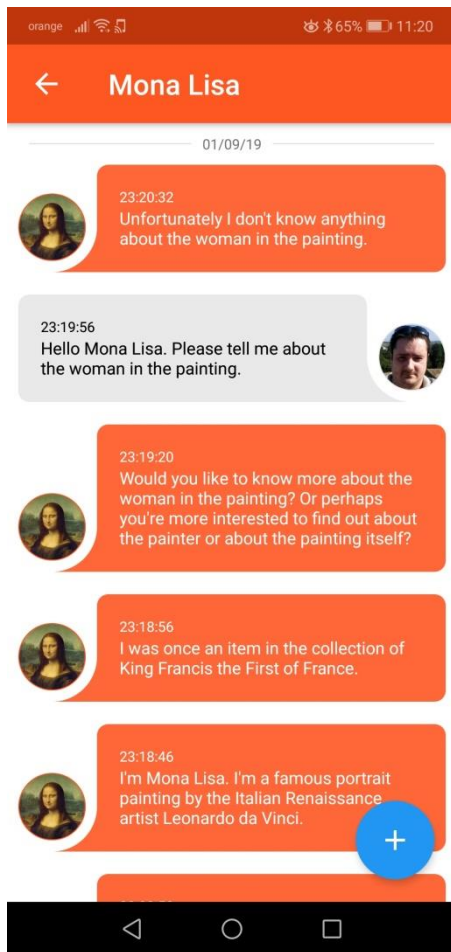 orange 65% 11:20
Mona Lisa
01/09/19
23:20:32
Unfortunately I don't know anything
about the woman in the painting.
23:19:56
Hello Mona Lisa. Please tell me about
the woman in the painting.
23:19:20
Would you like to know more about the
woman in the painting? Or perhaps
you're more interested to find out about
the painter or about the painting itself?
23:18:56
I was once an item in the collection of
King Francis the First of France.
23:18:46
I'm Mona Lisa. I'm a famous portrait
painting by the Italian Renaissance
artist Leonardo da Vinci.